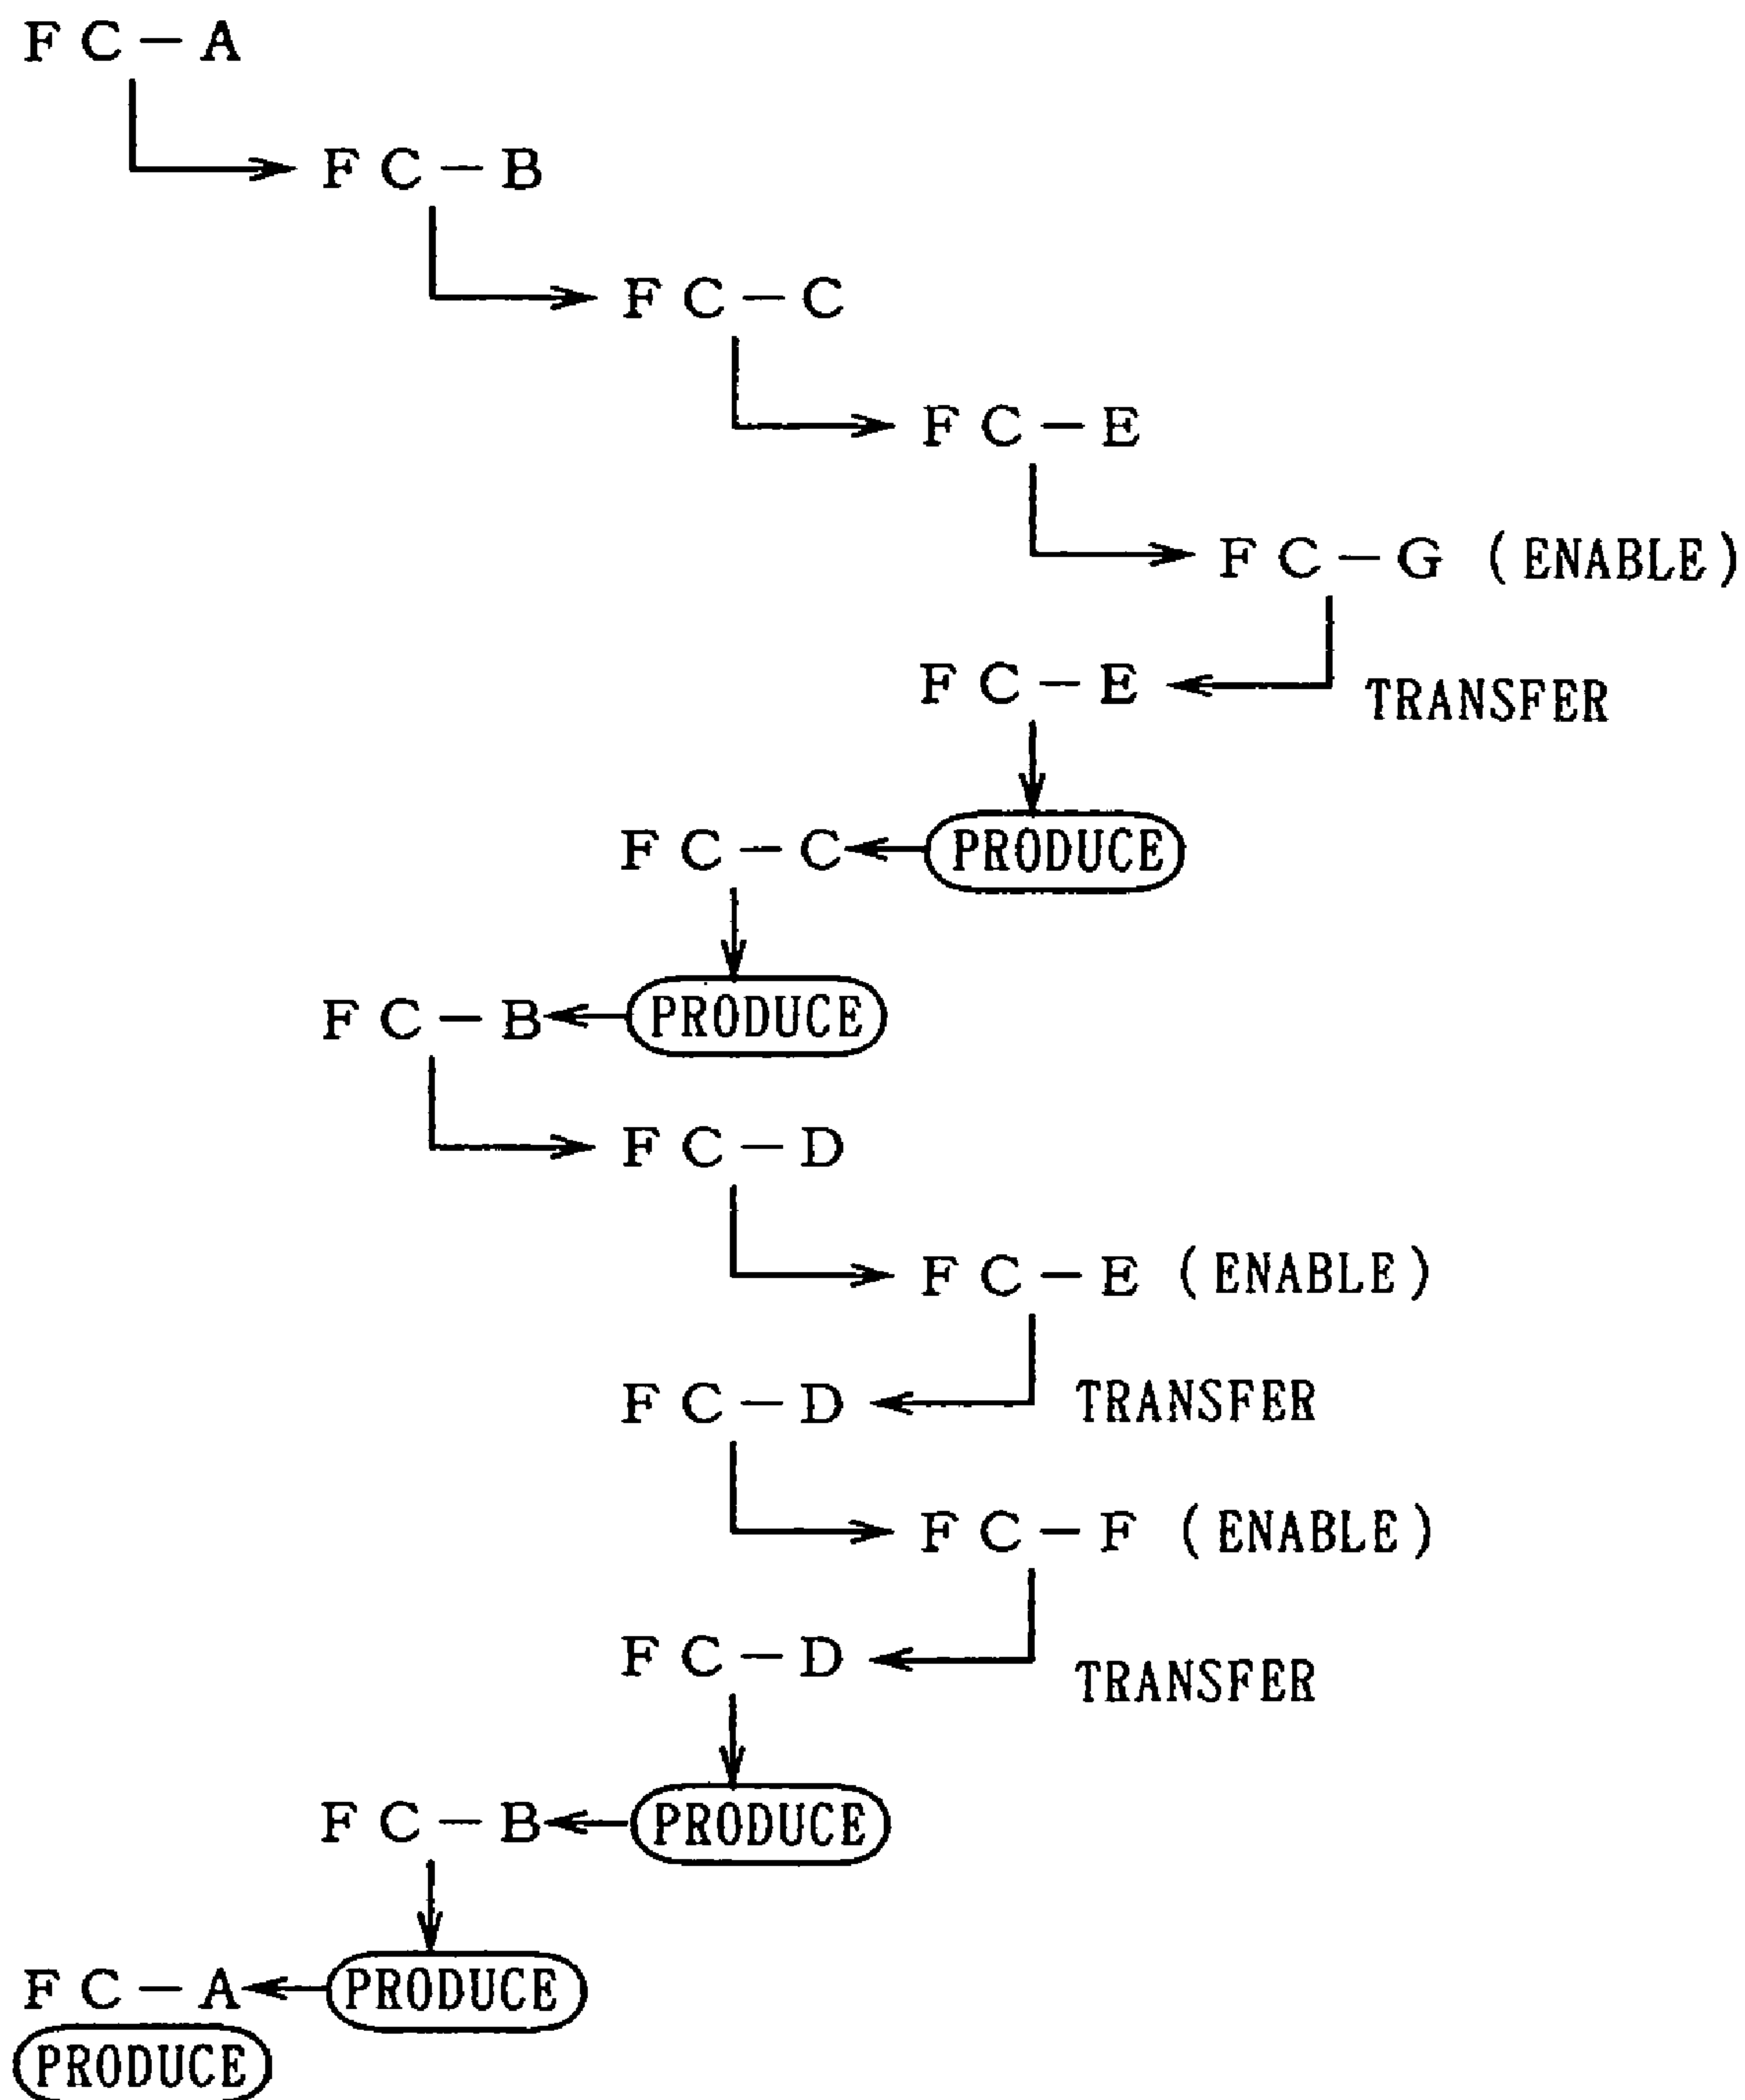 FC-A
FC-B
FC-C
FC-E
FC-G (ENABLE)
FC-E TRANSFER
FC-C PRODUCE
FC-B PRODUCE
FC-D
FC-E (ENABLE)
FC-D TRANSFER
FC-F (ENABLE)
FC-D TRANSFER
FC-B PRODUCE
FC-A PRODUCE
PRODUCE